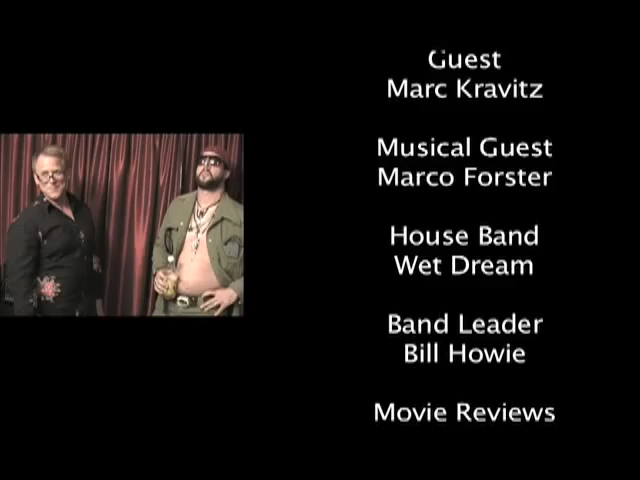 Guest
Marc Kravitz
Musical Guest
Marco Forster
House Band
Wet Dream
Band Leader
Bill Howie
Movie Reviews